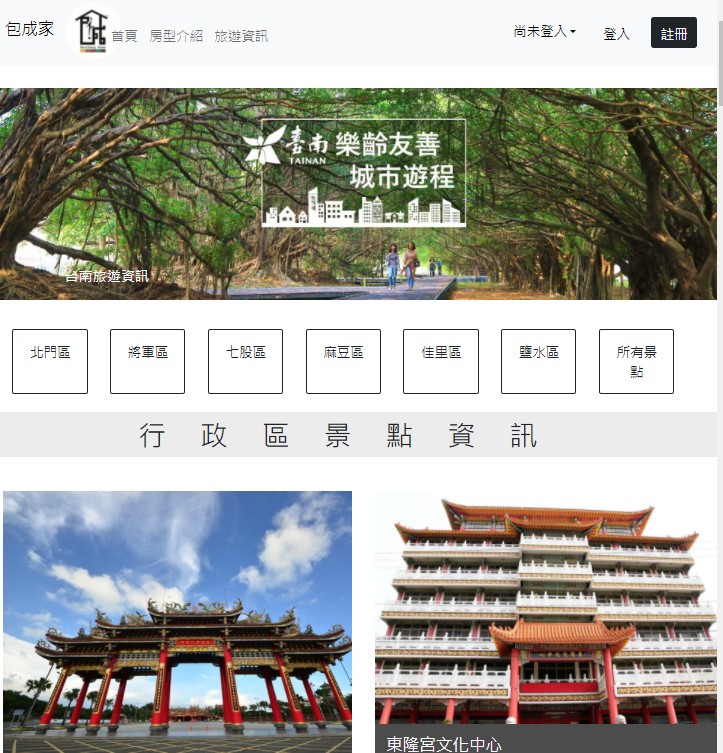 包成家
首頁 房型介紹 旅遊資訊
尚未登入 登入 註冊
臺南 樂齡友善
TAINAN 城市遊程
台南旅遊資訊
北門區 將軍區 七股區 麻豆區 佳里區 鹽水區 所有景
點
行政區景點資訊
東隆宮文化中心